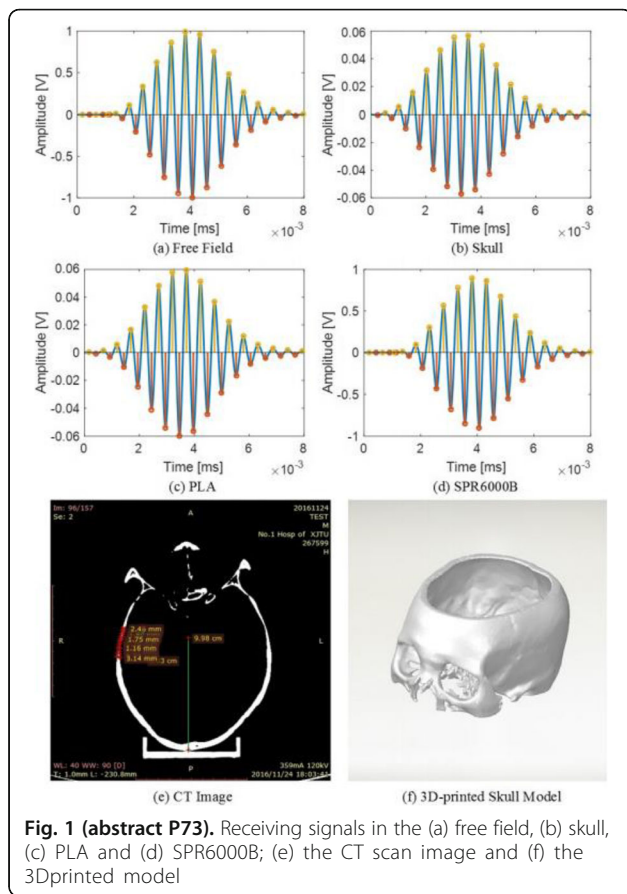 1
0.5
0
-0.5
-1
Amplitude [V]
0 2 4 6 8
Time [ms] ×10-3
(a) Free Field
0.06
0.04
0.02
0
-0.02
-0.04
-0.06
Amplitude [V]
0 2 4 6 8
Time [ms] ×10-3
(b) Skull
0.06
0.04
0.02
0
-0.02
-0.04
-0.06
Amplitude [V]
0 2 4 6 8
Time [ms] ×10-3
(c) PLA
1
0.5
0
-0.5
-1
Amplitude [V]
0 2 4 6 8
Time [ms] ×10-3
(d) SPR6000B
Im: 96/157
Se: 2
A
20161124
TEST
M
No.1 Hosp of XJTU
267599
H
R
L
mm
1.75 mm
1.16 mm
3.14 mm
cm
9.98 cm
WL: 40 WW: 90 [D]
T: 1.0mm L: -230.8mm
P
359mA 120kV
2016/11/24
(e) CT Image
(f) 3D-printed Skull Model
Fig. 1 (abstract P73). Receiving signals in the (a) free field, (b) skull,
(c) PLA and (d) SPR6000B; (e) the CT scan image and (f) the
3Dprinted model